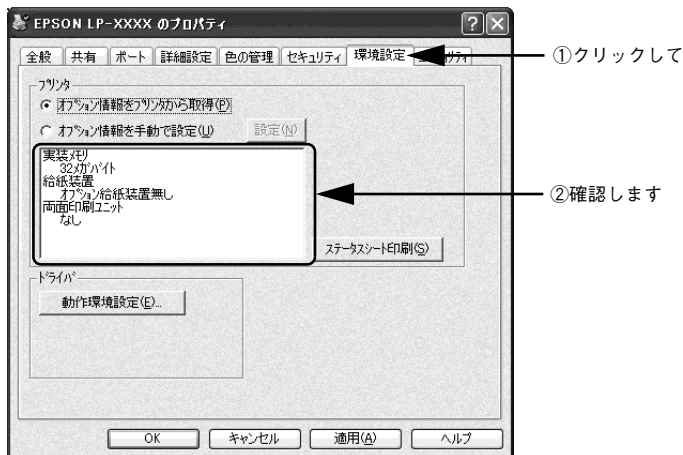 EPSON LP-XXXX のプロパティ
全般 共有 ポート 詳細設定 色の管理 セキュリティ 環境設定
①クリックして
プリンタ
オプション情報をプリンタから取得(P)
オプション情報を手動で設定(U) 設定(N)
実装メモリ
32メガバイト
給紙装置
オプション給紙装置無し
両面印刷ユニット
なし
②確認します
ステータスシート印刷(S)
ドライバ
動作環境設定(E)...
OK キャンセル 適用(A) ヘルプ